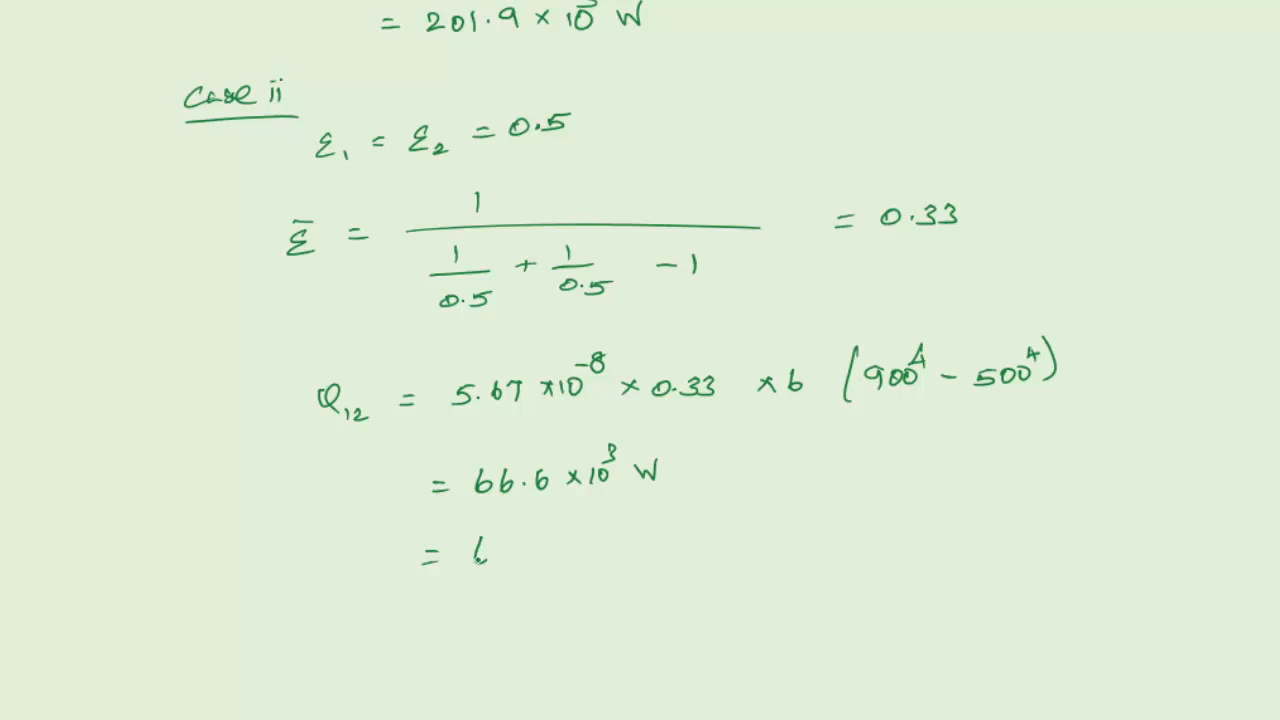 = 201.9 × 10³ W
Case ii
ε₁ = ε₂ = 0.5
ε̄ = 1 / (1/0.5 + 1/0.5 - 1) = 0.33
Q₁₂ = 5.67 × 10⁻⁸ × 0.33 × 6 (900⁴ - 500⁴)
= 66.6 × 10³ W
= 6